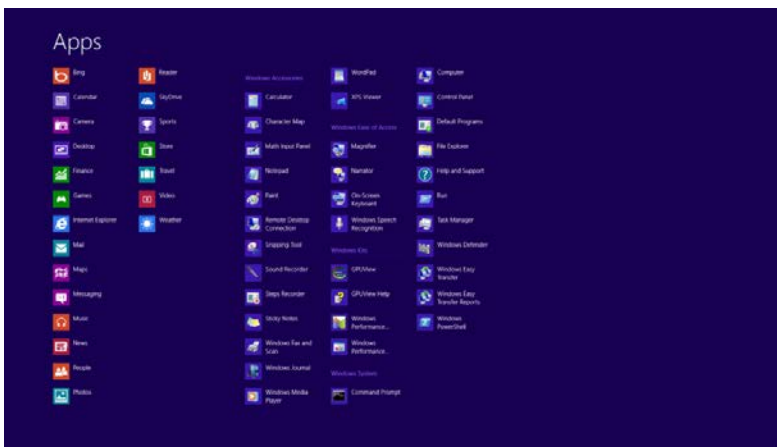 Apps
Bing
Calendar
Camera
Desktop
Finance
Games
Internet Explorer
Mail
Maps
Messaging
Music
News
People
Photos
Reader
SkyDrive
Sports
Store
Travel
Video
Weather
Windows Accessories
Calculator
Character Map
Math Input Panel
Notepad
Paint
Remote Desktop
Connection
Snipping Tool
Sound Recorder
Steps Recorder
Sticky Notes
Windows Fax and
Scan
Windows Journal
Windows Media
Player
WordPad
XPS Viewer
Windows Ease of Access
Magnifier
Narrator
On-Screen
Keyboard
Windows Speech
Recognition
Windows Kits
GPUView
GPUView Help
Windows
Performance...
Windows
Performance...
Windows System
Command Prompt
Computer
Control Panel
Default Programs
File Explorer
Help and Support
Run
Task Manager
Windows Defender
Windows Easy
Transfer
Windows Easy
Transfer Reports
Windows
PowerShell